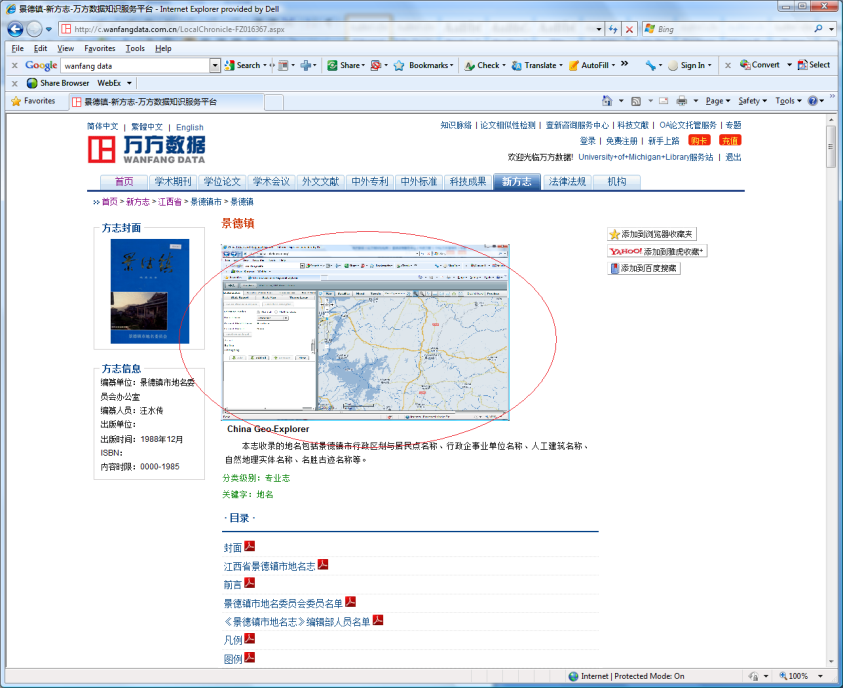 景德镇-新方志-万方数据知识服务平台 - Internet Explorer provided by Dell
http://c.wanfangdata.com.cn/LocalChronicle-FZ016367.aspx
Bing
File Edit View Favorites Tools Help
Google wanfang data Search Share Bookmarks Check Translate AutoFill Sign In Convert Select
Share Browser WebEx
Favorites 景德镇-新方志-万方数据知识服务平台 Page Safety Tools
简体中文 | 繁體中文 | English
知识脉络 | 论文相似性检测 | 查新咨询服务中心 | 科技文献 | OA论文托管服务 | 专题
万方数据
WANFANG DATA
登录 | 免费注册 | 新手上路 购卡 充值
欢迎光临万方数据! University+of+Michigan+Library服务站 | 退出
首页 学术期刊 学位论文 学术会议 外文文献 中外专利 中外标准 科技成果 新方志 法律法规 机构
>> 首页 > 新方志 > 江西省 > 景德镇市 > 景德镇
方志封面
景德镇
添加到浏览器收藏夹
YAHOO! 添加到雅虎收藏+
添加到百度搜藏
方志信息
编纂单位: 景德镇市地名委
员会办公室
编纂人员: 汪水传
出版单位:
出版时间: 1988年12月
ISBN:
内容时限: 0000-1985
China Geo-Explorer
本志收录的地名包括景德镇市行政区划与居民点名称、行政企事业单位名称、人工建筑名称、
自然地理实体名称、名胜古迹名称等。
分类级别: 专业志
关键字: 地名
· 目录 ·
封面
江西省景德镇市地名志
前言
景德镇市地名委员会委员名单
《景德镇市地名志》编辑部人员名单
凡例
图例
Internet | Protected Mode: On 100%